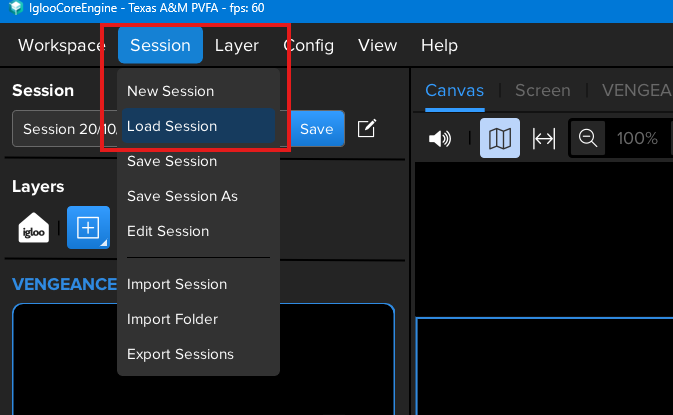 IglooCoreEngine - Texas A&M PVFA - fps: 60
Workspace Session Layer Config View Help
Session
Session 20/10 Save
New Session
Load Session
Save Session
Save Session As
Edit Session
Import Session
Import Folder
Export Sessions
Layers
igloo
VENGEANCE
Canvas Screen VENGEA
100%